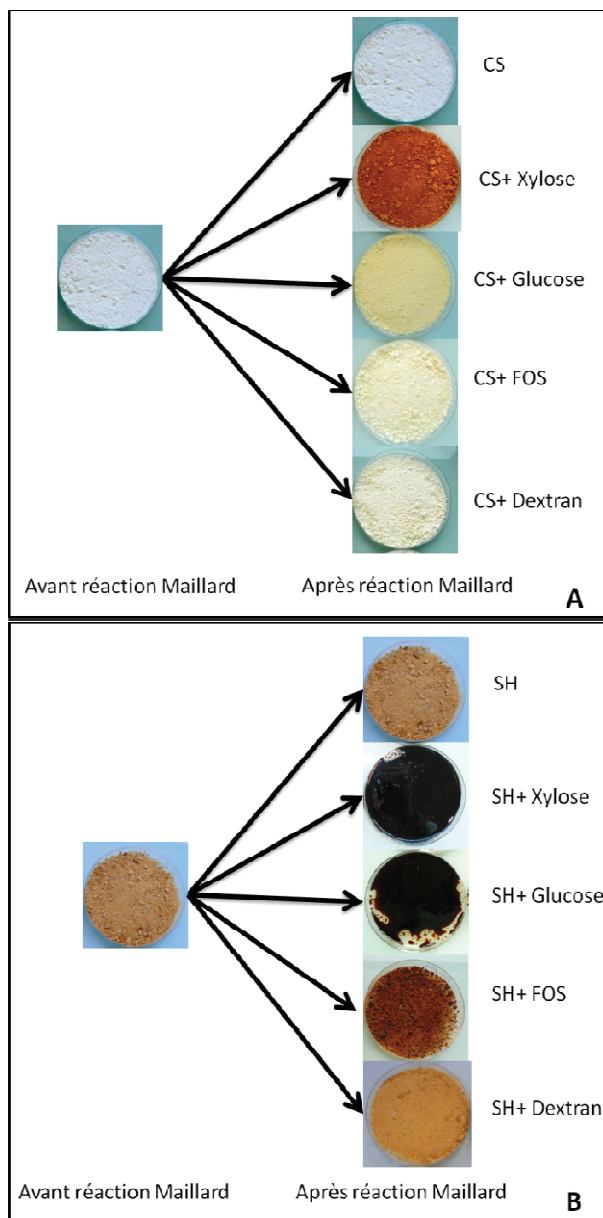 CS
CS+ Xylose
CS+ Glucose
CS+ FOS
CS+ Dextran
Avant réaction Maillard
Après réaction Maillard
A
SH
SH+ Xylose
SH+ Glucose
SH+ FOS
SH+ Dextran
Avant réaction Maillard
Après réaction Maillard
B